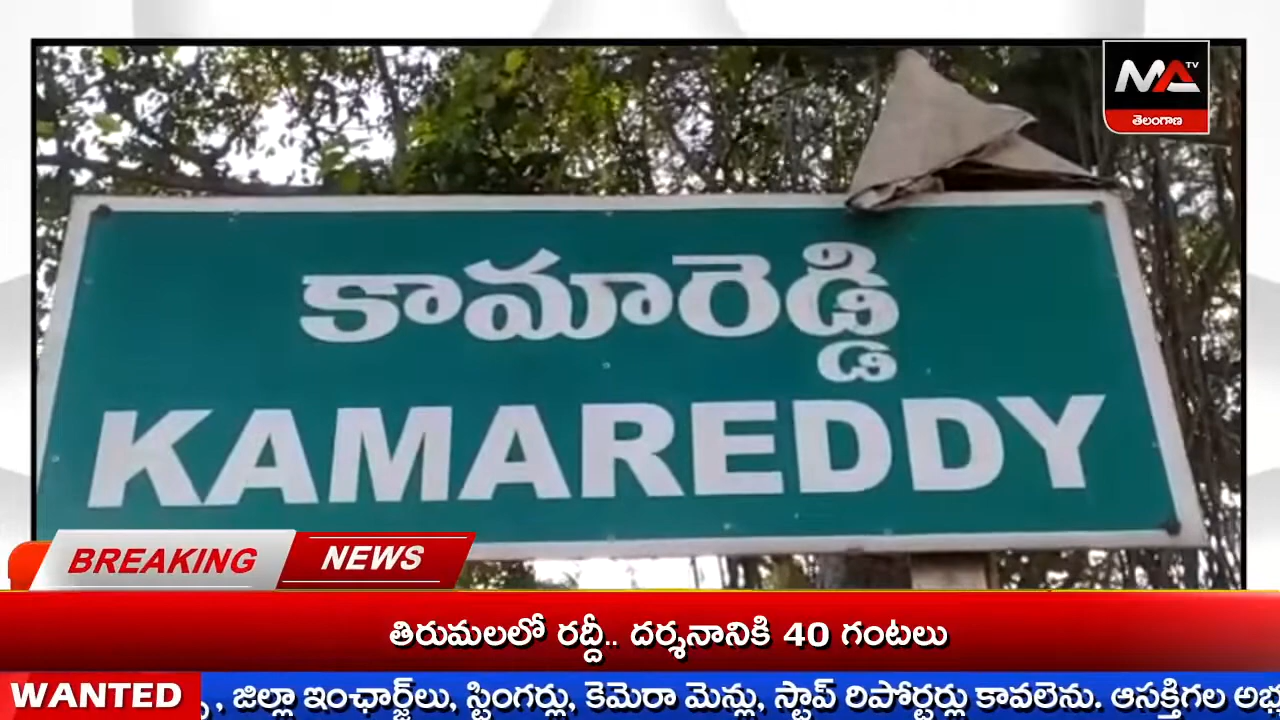 MA TV
తెలంగాణ
కామారెడ్డి
KAMAREDDY
BREAKING NEWS
తిరుమలలో రద్దీ.. దర్శనానికి 40 గంటలు
WANTED , జిల్లా ఇంఛార్జ్‌లు, స్టింగర్లు, కెమెరా మెన్లు, స్టాప్ రిపోర్టర్లు కావలెను. ఆసక్తిగల